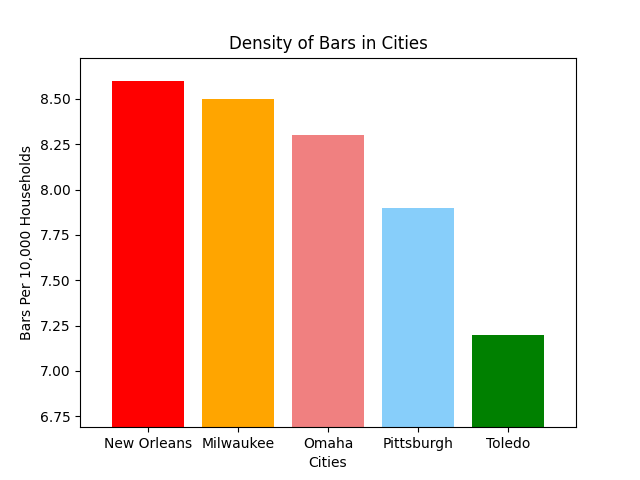 Density of Bars in Cities
Bars Per 10,000 Households
8.50
8.25
8.00
7.75
7.50
7.25
7.00
6.75
New Orleans Milwaukee Omaha Pittsburgh Toledo
Cities